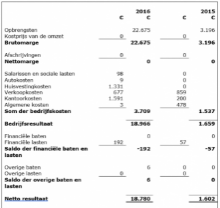 2016 2015
€ € € €
Opbrengsten 22.675 3.196
Kostprijs van de omzet 0 0
Brutomarge 22.675 3.196
Afschrijvingen 0 0
Nettomarge 0 0
Salarissen en sociale lasten 98 0
Autokosten 9 0
Huisvestingskosten 1.331 0
Verkoopkosten 677 859
Kantoorkosten 1.591 200
Algemene kosten 3 478
Som der bedrijfskosten 3.709 1.537
Bedrijfsresultaat 18.966 1.659
Financiële baten 0 0
Financiële lasten 192 57
Saldo der financiële baten en -192 -57
lasten
Overige baten 6 0
Overige lasten 0 0
Saldo der overige baten en 6 0
lasten
Netto resultaat 18.780 1.602